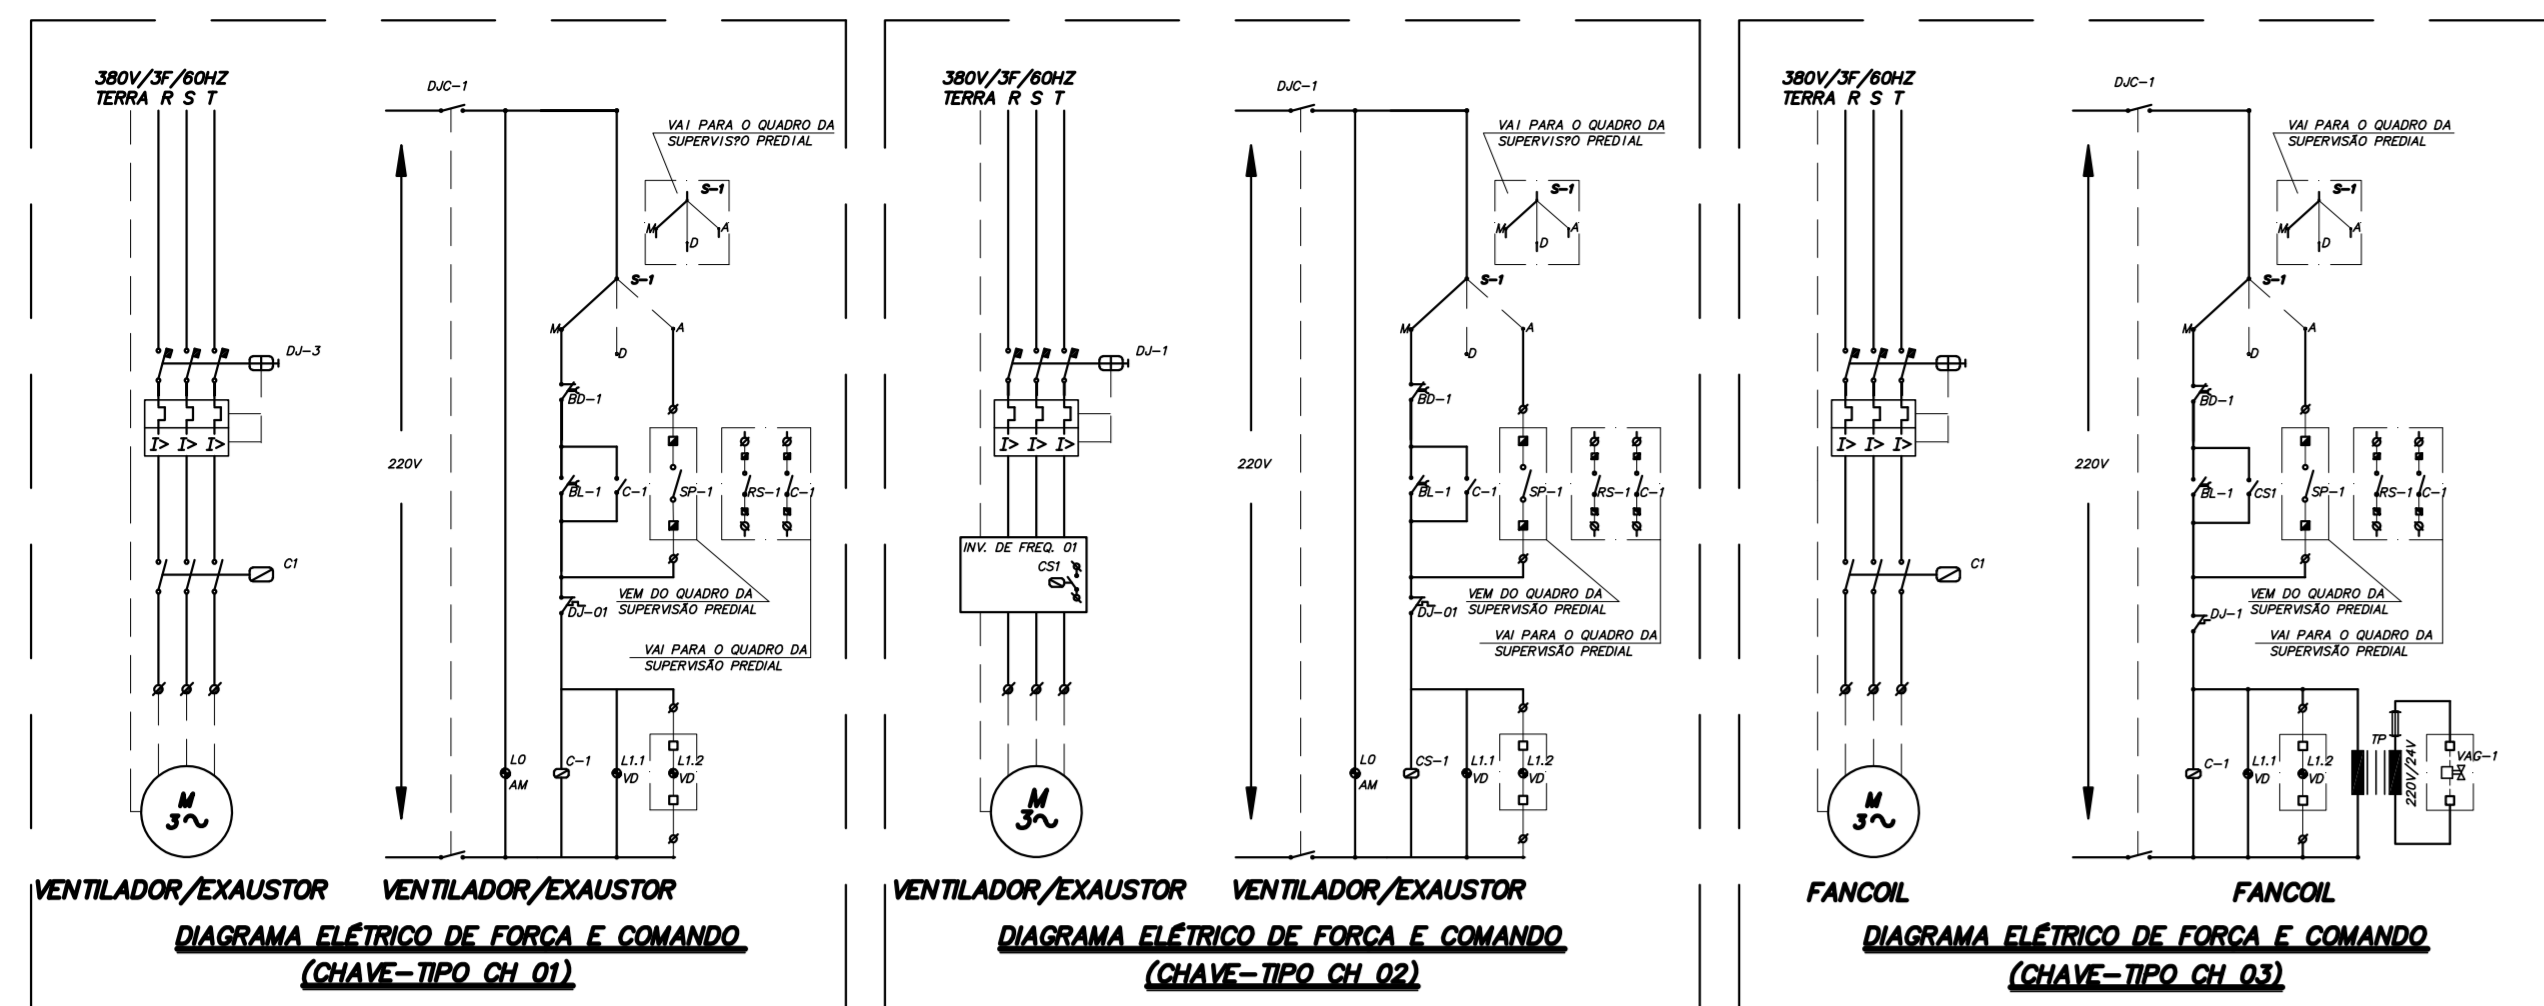 380V/3F/60HZ
TERRA R S T
DJC-1
VAI PARA O QUADRO DA
SUPERVIS?O PREDIAL
S-1
M
A
D
S-1
M
A
D
DJ-3
BD-1
I> I> I>
220V
BL-1
C-1
SP-1
RS-1
C-1
C1
VEM DO QUADRO DA
SUPERVISÃO PREDIAL
DJ-01
VAI PARA O QUADRO DA
SUPERVISÃO PREDIAL
LO
AM
C-1
L1.1
VD
L1.2
VD
M
3~
VENTILADOR/EXAUSTOR
VENTILADOR/EXAUSTOR
DIAGRAMA ELÉTRICO DE FORCA E COMANDO
(CHAVE-TIPO CH 01)
380V/3F/60HZ
TERRA R S T
DJC-1
VAI PARA O QUADRO DA
SUPERVIS?O PREDIAL
S-1
M
A
D
S-1
M
A
D
DJ-1
BD-1
I> I> I>
220V
BL-1
C-1
SP-1
RS-1
C-1
INV. DE FREQ. 01
CS1
VEM DO QUADRO DA
SUPERVISÃO PREDIAL
DJ-01
VAI PARA O QUADRO DA
SUPERVISÃO PREDIAL
LO
AM
CS-1
L1.1
VD
L1.2
VD
M
3~
VENTILADOR/EXAUSTOR
VENTILADOR/EXAUSTOR
DIAGRAMA ELÉTRICO DE FORCA E COMANDO
(CHAVE-TIPO CH 02)
380V/3F/60HZ
TERRA R S T
DJC-1
VAI PARA O QUADRO DA
SUPERVISÃO PREDIAL
S-1
M
A
D
S-1
M
A
D
BD-1
I> I> I>
220V
BL-1
CS1
SP-1
RS-1
C-1
C1
VEM DO QUADRO DA
SUPERVISÃO PREDIAL
DJ-1
VAI PARA O QUADRO DA
SUPERVISÃO PREDIAL
C-1
L1.1
VD
L1.2
VD
TP
220V/24V
VAG-1
M
3~
FANCOIL
FANCOIL
DIAGRAMA ELÉTRICO DE FORCA E COMANDO
(CHAVE-TIPO CH 03)